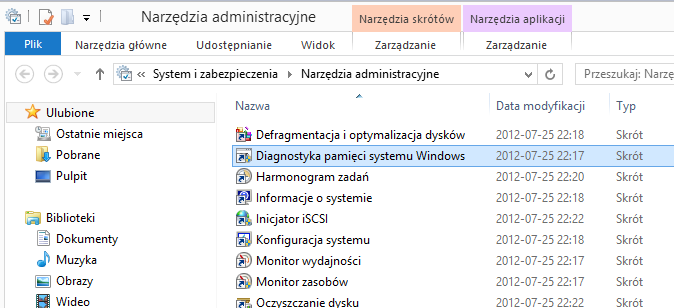 Narzędzia administracyjne
Narzędzia skrótów
Narzędzia aplikacji
Plik
Narzędzia główne
Udostępnianie
Widok
Zarządzanie
Zarządzanie
System i zabezpieczenia
Narzędzia administracyjne
Przeszukaj: Narzę
Ulubione
Ostatnie miejsca
Pobrane
Pulpit
Biblioteki
Dokumenty
Muzyka
Obrazy
Wideo
Nazwa Data modyfikacji Typ
Defragmentacja i optymalizacja dysków 2012-07-25 22:18 Skrót
Diagnostyka pamięci systemu Windows 2012-07-25 22:17 Skrót
Harmonogram zadań 2012-07-25 22:20 Skrót
Informacje o systemie 2012-07-25 22:18 Skrót
Inicjator iSCSI 2012-07-25 22:22 Skrót
Konfiguracja systemu 2012-07-25 22:18 Skrót
Monitor wydajności 2012-07-25 22:17 Skrót
Monitor zasobów 2012-07-25 22:17 Skrót
Oczyszczanie dysku 2012-07-25 22:22 Skrót